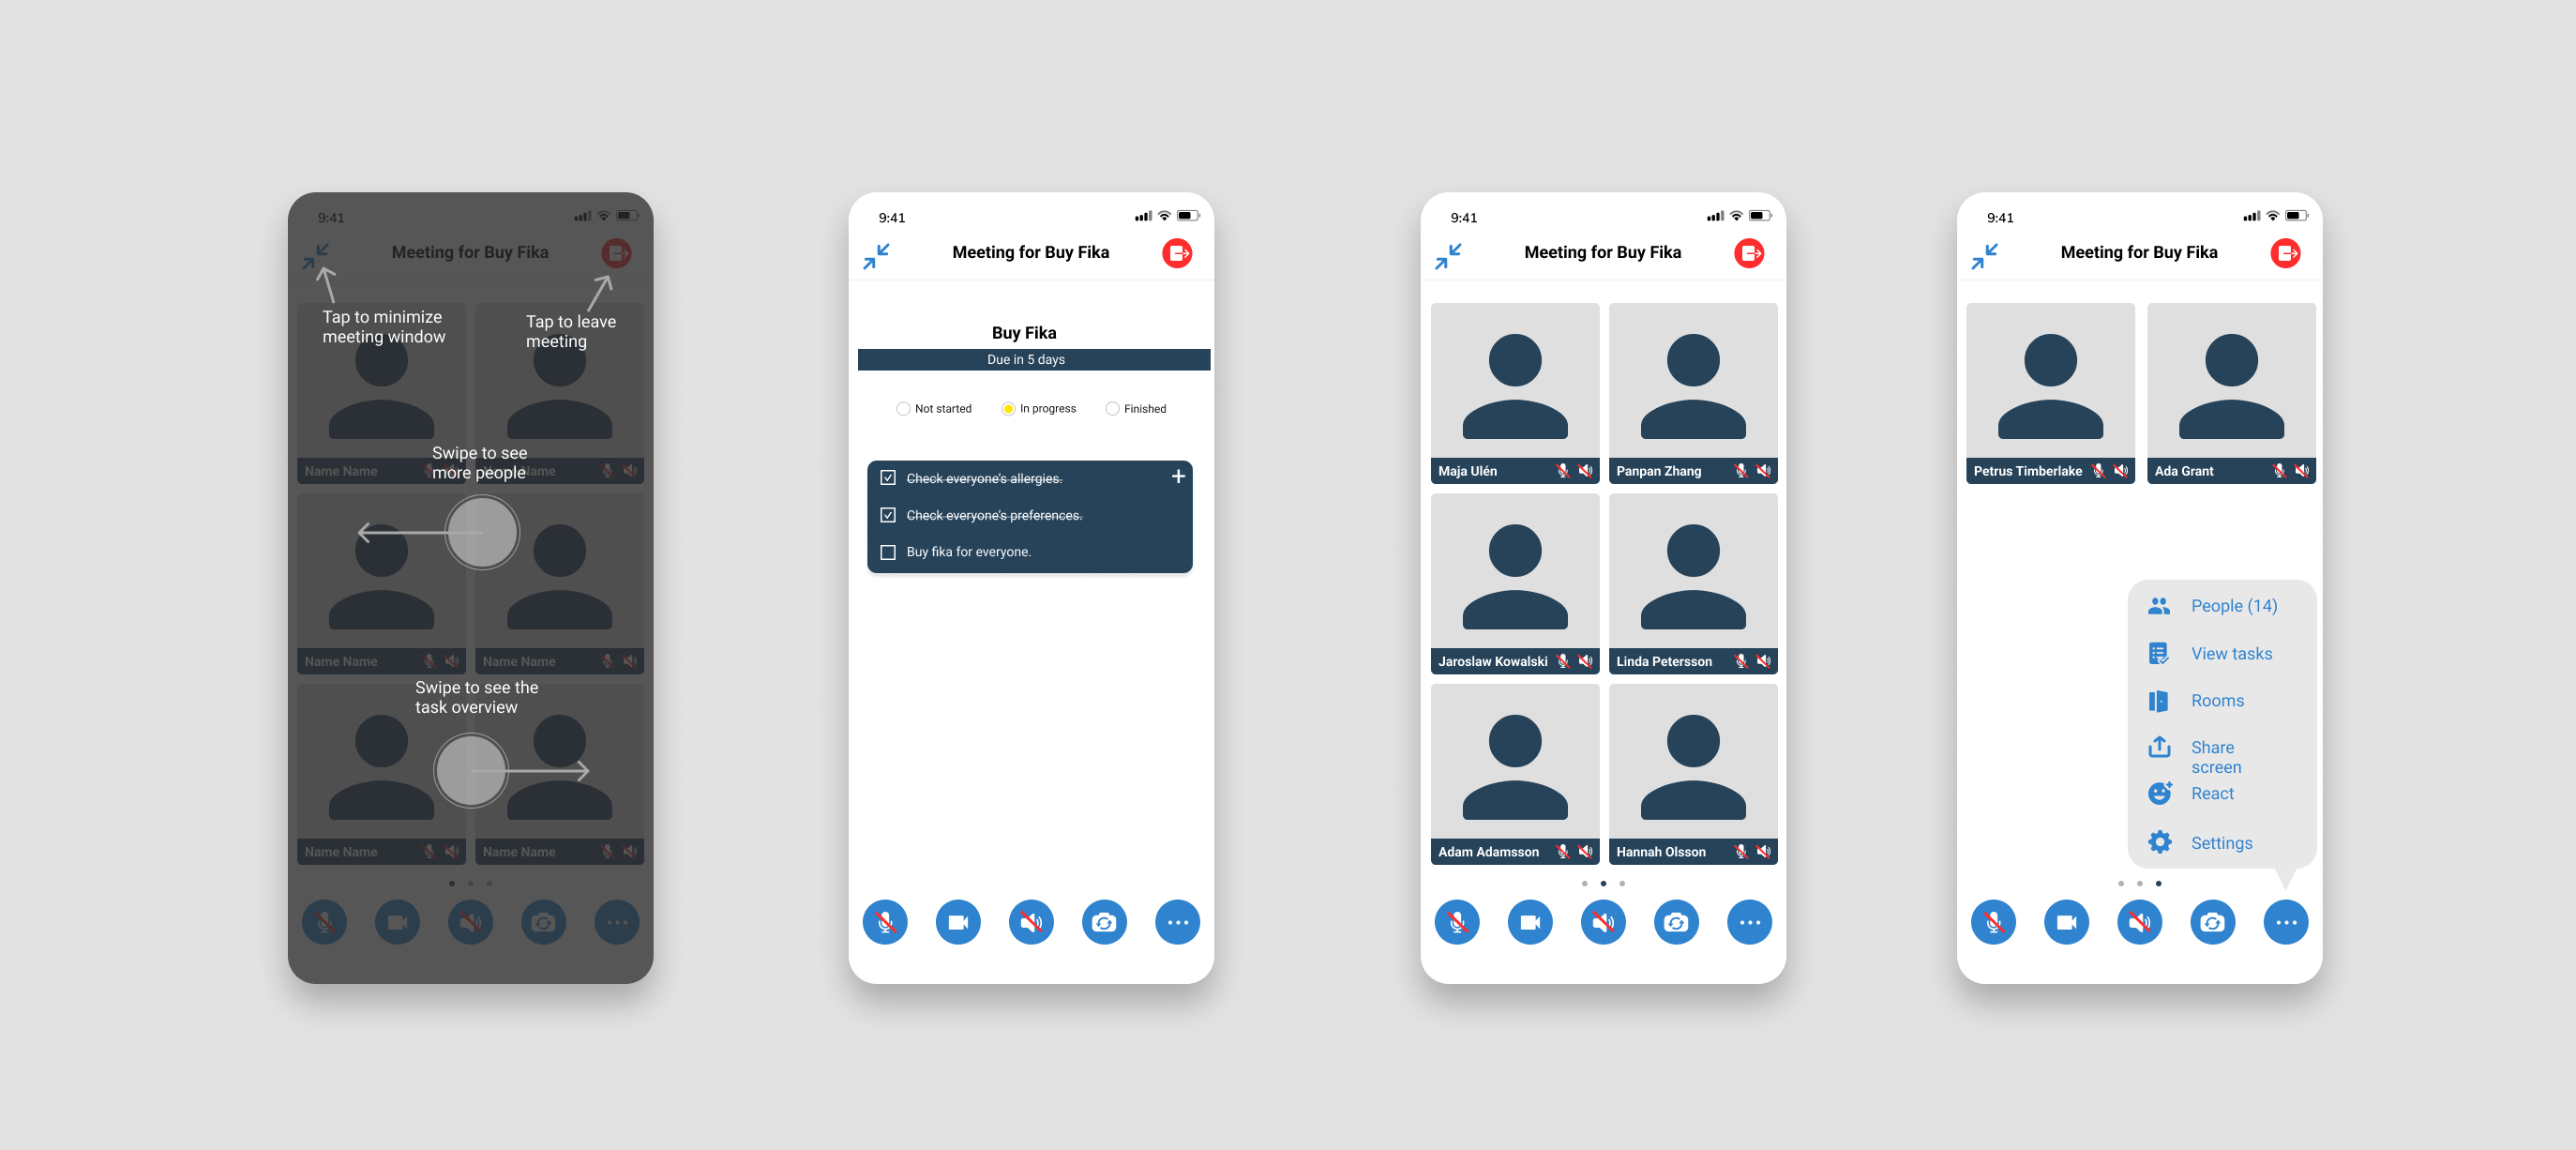 9:41
Meeting for Buy Fika
Tap to minimize
meeting window
Tap to leave
meeting
Swipe to see
more people
Name Name
Name Name
Name Name
Name Name
Swipe to see the
task overview
Name Name
Name Name
9:41
Meeting for Buy Fika
Buy Fika
Due in 5 days
Not started
In progress
Finished
Check everyone's allergies.
Check everyone's preferences.
Buy fika for everyone.
9:41
Meeting for Buy Fika
Maja Ulén
Panpan Zhang
Jaroslaw Kowalski
Linda Petersson
Adam Adamsson
Hannah Olsson
9:41
Meeting for Buy Fika
Petrus Timberlake
Ada Grant
People (14)
View tasks
Rooms
Share
screen
React
Settings